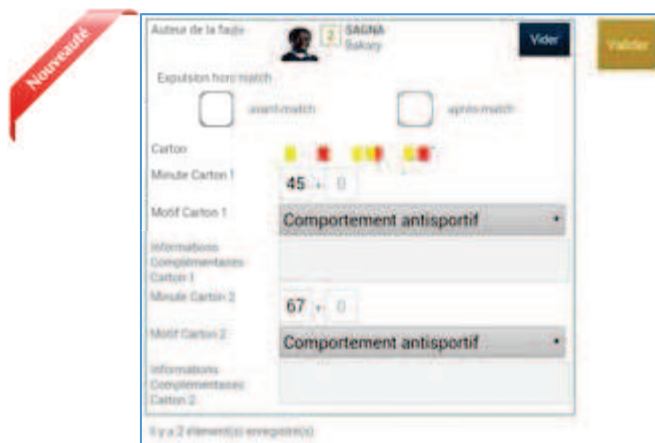 Nouveauté
Auteur de la faute
2 SAGNA
Bakary
Vider
Valider
Expulsion hors match
avant-match
après-match
Carton
Minute Carton 1
45 + 0
Motif Carton 1
Comportement antisportif
Informations
Complémentaires
Carton 1
Minute Carton 2
67 + 0
Motif Carton 2
Comportement antisportif
Informations
Complémentaires
Carton 2
Il y a 2 élément(s) enregistré(s)